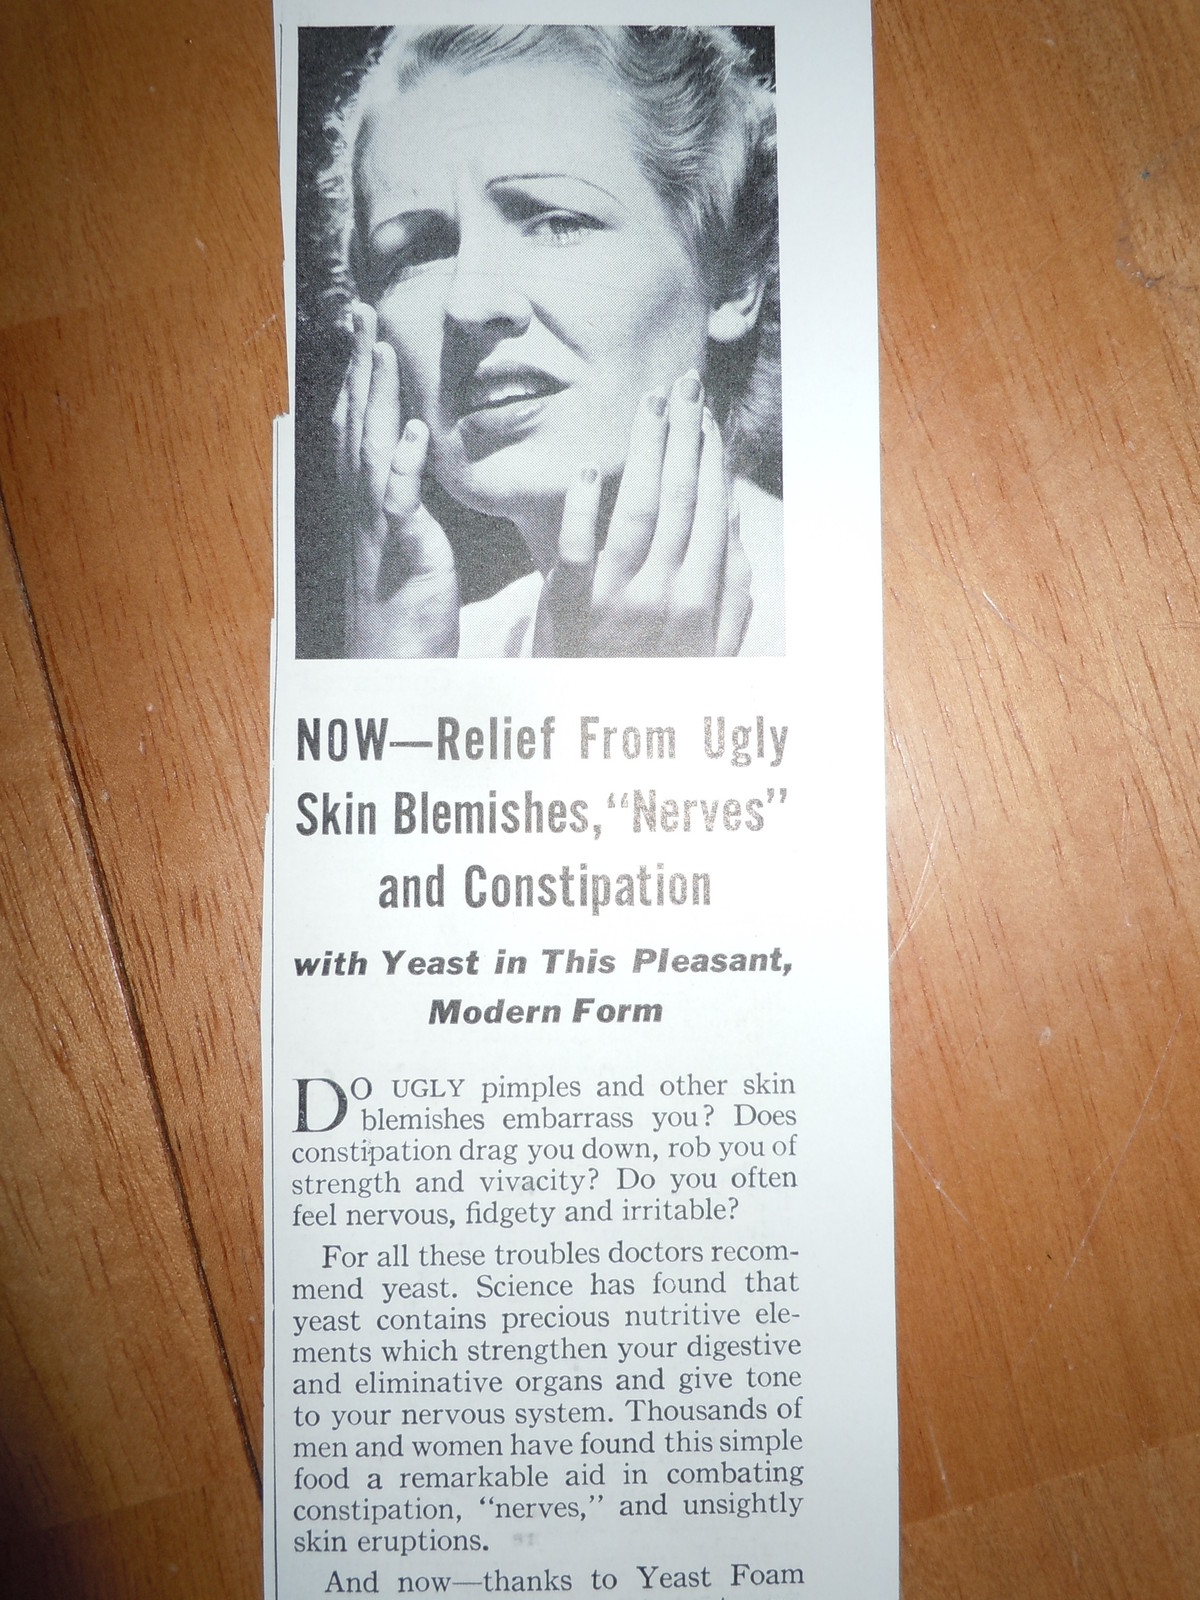 NOW—Relief From Ugly
Skin Blemishes, “Nerves”
and Constipation
with Yeast in This Pleasant,
Modern Form
DO UGLY pimples and other skin
blemishes embarrass you? Does
constipation drag you down, rob you of
strength and vivacity? Do you often
feel nervous, fidgety and irritable?
For all these troubles doctors recom-
mend yeast. Science has found that
yeast contains precious nutritive ele-
ments which strengthen your digestive
and eliminative organs and give tone
to your nervous system. Thousands of
men and women have found this simple
food a remarkable aid in combating
constipation, “nerves,” and unsightly
skin eruptions.
And now—thanks to Yeast Foam